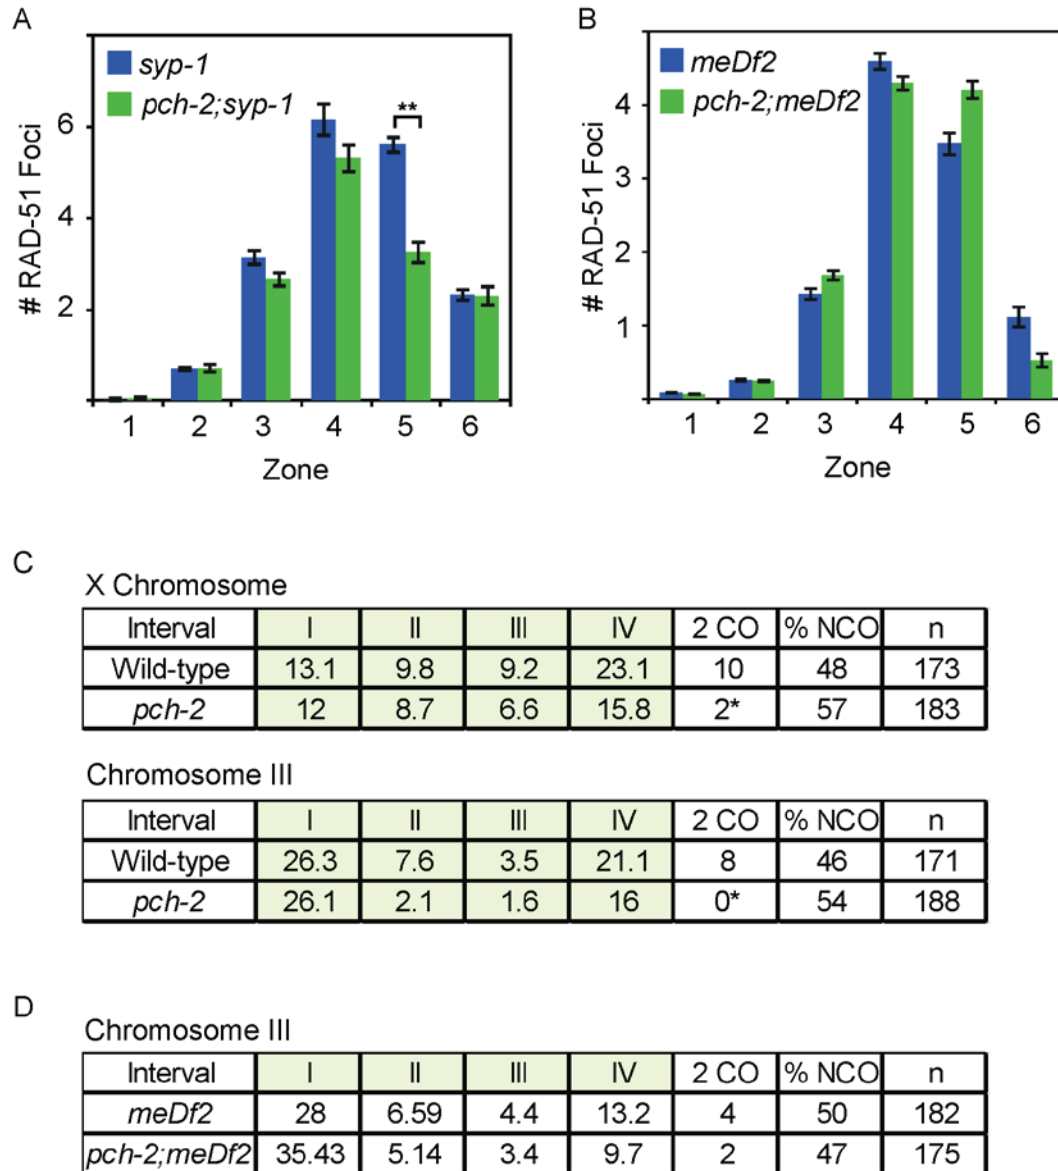 A
syp-1
pch-2;syp-1
**
# RAD-51 Foci
6
4
2
1 2 3 4 5 6
Zone
B
meDf2
pch-2;meDf2
# RAD-51 Foci
4
3
2
1
1 2 3 4 5 6
Zone
C
X Chromosome
Interval I II III IV 2 CO % NCO n
Wild-type 13.1 9.8 9.2 23.1 10 48 173
pch-2 12 8.7 6.6 15.8 2* 57 183
Chromosome III
Interval I II III IV 2 CO % NCO n
Wild-type 26.3 7.6 3.5 21.1 8 46 171
pch-2 26.1 2.1 1.6 16 0* 54 188
D
Chromosome III
Interval I II III IV 2 CO % NCO n
meDf2 28 6.59 4.4 13.2 4 50 182
pch-2;meDf2 35.43 5.14 3.4 9.7 2 47 175